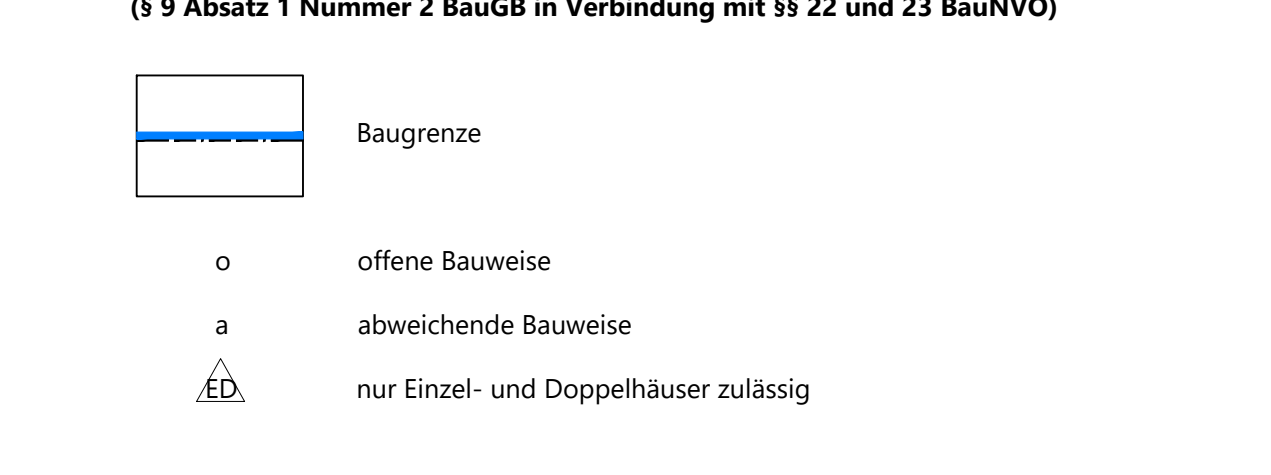 (§ 9 Absatz 1 Nummer 2 BauGB in Verbindung mit §§ 22 und 23 BauNVO)
Baugrenze
o offene Bauweise
a abweichende Bauweise
ED nur Einzel- und Doppelhäuser zulässig